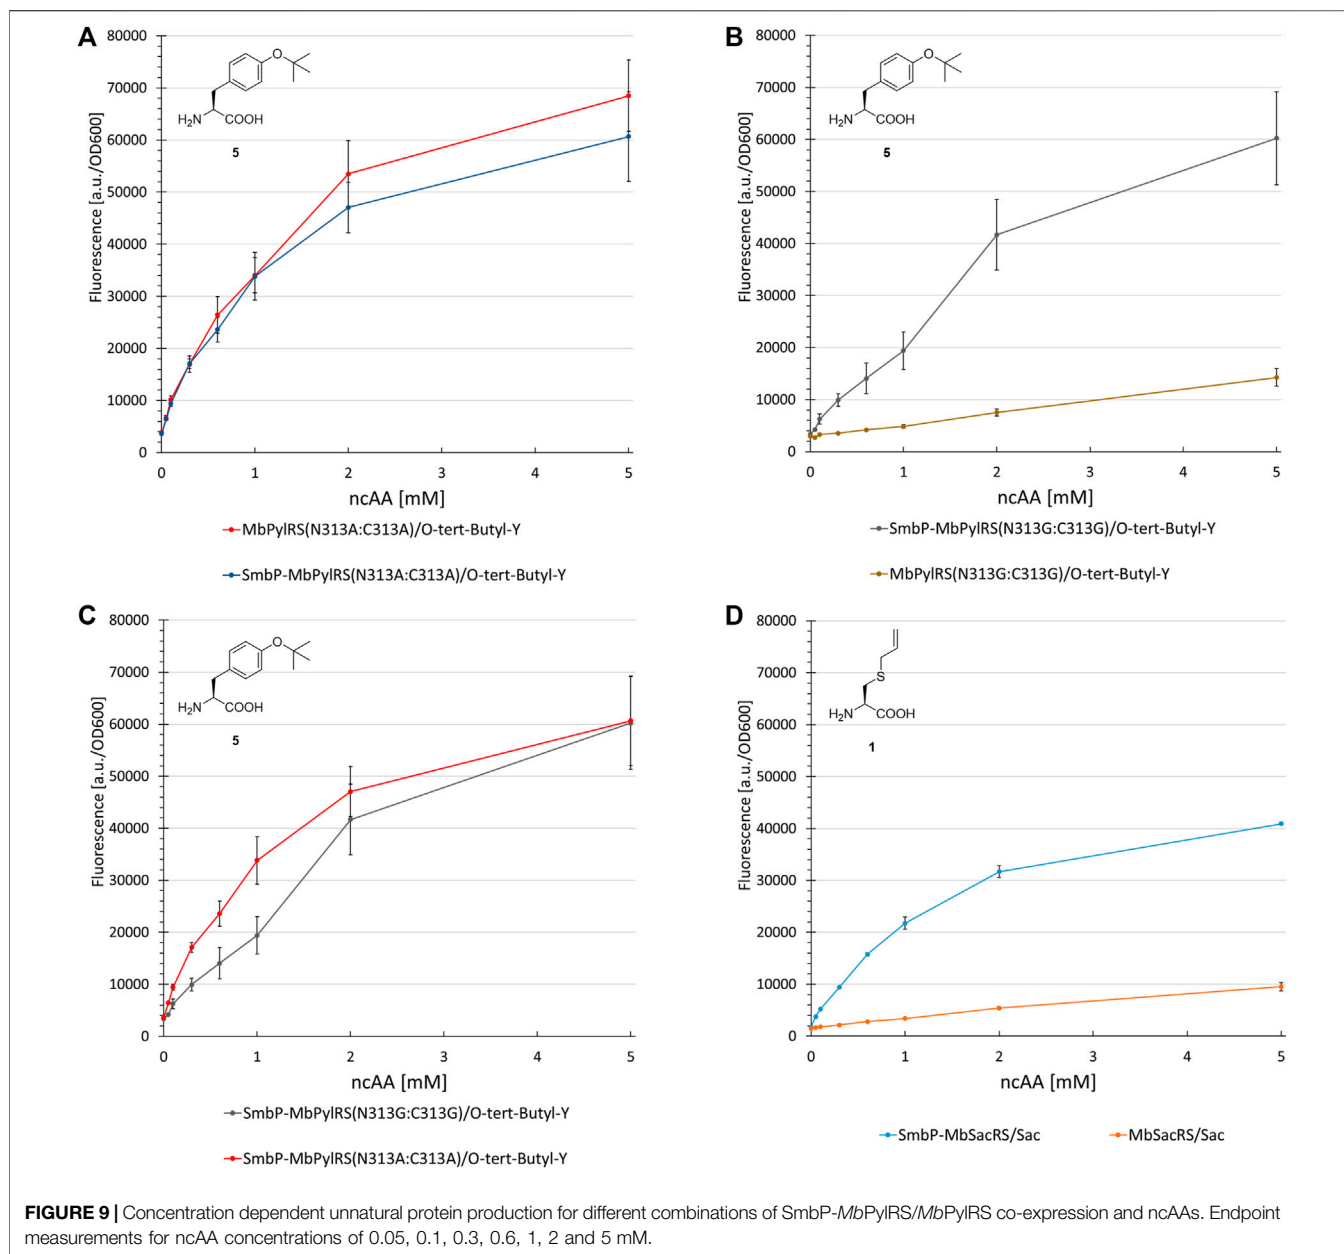 A
80000
70000
60000
50000
40000
30000
20000
10000
0
Fluorescence [a.u./OD600]
O
H₂N
COOH
5
0 1 2 3 4 5
ncAA [mM]
MbPylRS(N313A:C313A)/O-tert-Butyl-Y
SmbP-MbPylRS(N313A:C313A)/O-tert-Butyl-Y
B
80000
70000
60000
50000
40000
30000
20000
10000
0
Fluorescence [a.u./OD600]
O
H₂N
COOH
5
0 1 2 3 4 5
ncAA [mM]
SmbP-MbPylRS(N313G:C313G)/O-tert-Butyl-Y
MbPylRS(N313G:C313G)/O-tert-Butyl-Y
C
80000
70000
60000
50000
40000
30000
20000
10000
0
Fluorescence [a.u./OD600]
O
H₂N
COOH
5
0 1 2 3 4 5
ncAA [mM]
SmbP-MbPylRS(N313G:C313G)/O-tert-Butyl-Y
SmbP-MbPylRS(N313A:C313A)/O-tert-Butyl-Y
D
80000
70000
60000
50000
40000
30000
20000
10000
0
Fluorescence [a.u./OD600]
S
H₂N
COOH
1
0 1 2 3 4 5
ncAA [mM]
SmbP-MbSacRS/Sac MbSacRS/Sac
FIGURE 9 | Concentration dependent unnatural protein production for different combinations of SmbP-MbPylRS/MbPylRS co-expression and ncAAs. Endpoint
measurements for ncAA concentrations of 0.05, 0.1, 0.3, 0.6, 1, 2 and 5 mM.